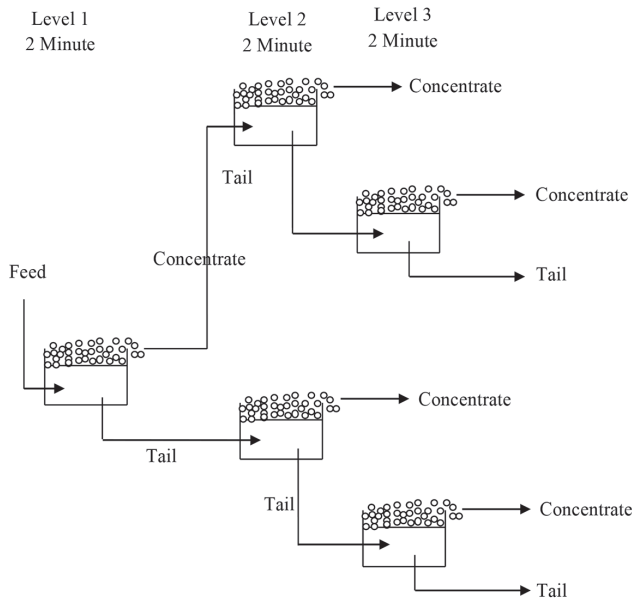 Level 1
2 Minute
Level 2
2 Minute
Level 3
2 Minute
Concentrate
Tail
Concentrate
Concentrate
Feed
Tail
Concentrate
Tail
Tail
Concentrate
Tail